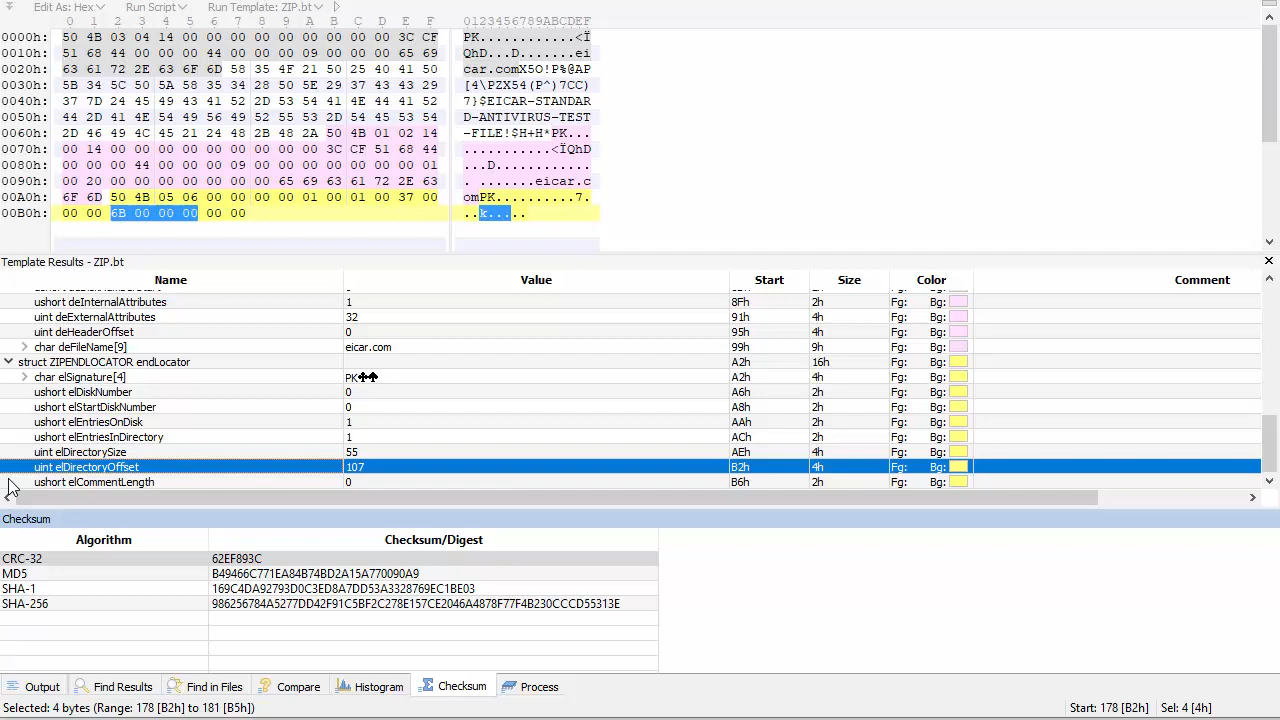 Edit As: Hex Run Script Run Template: ZIP.bt
0 1 2 3 4 5 6 7 8 9 A B C D E F 0123456789ABCDEF
0000h: 50 4B 03 04 14 00 00 00 00 00 00 00 00 00 3C CF PK............<Ï
0010h: 51 68 44 00 00 00 44 00 00 00 09 00 00 00 65 69 QhD...D.......ei
0020h: 63 61 72 2E 63 6F 6D 58 35 4F 21 50 25 40 41 50 car.comX5O!P%@AP
0030h: 5B 34 5C 50 5A 58 35 34 28 50 5E 29 37 43 43 29 [4\PZX54(P^)7CC)
0040h: 37 7D 24 45 49 43 41 52 2D 53 54 41 4E 44 41 52 7}$EICAR-STANDAR
0050h: 44 2D 41 4E 54 49 56 49 52 55 53 2D 54 45 53 54 D-ANTIVIRUS-TEST
0060h: 2D 46 49 4C 45 21 24 48 2B 48 2A 50 4B 01 02 14 -FILE!$H+H*PK...
0070h: 00 14 00 00 00 00 00 00 00 00 00 3C CF 51 68 44 ...........<ÏQhD
0080h: 00 00 00 44 00 00 00 09 00 00 00 00 00 00 00 01 ...D............
0090h: 00 20 00 00 00 00 00 00 00 65 69 63 61 72 2E 63 . .......eicar.c
00A0h: 6F 6D 50 4B 05 06 00 00 00 00 01 00 01 00 37 00 omPK..........7.
00B0h: 00 00 6B 00 00 00 00 00 ..k.....
Template Results - ZIP.bt
Name Value Start Size Color Comment
ushort deInternalAttributes 1 8Fh 2h Fg: Bg:
uint deExternalAttributes 32 91h 4h Fg: Bg:
uint deHeaderOffset 0 95h 4h Fg: Bg:
char deFileName[9] eicar.com 99h 9h Fg: Bg:
struct ZIPENDLOCATOR endLocator A2h 16h Fg: Bg:
char elSignature[4] PK A2h 4h Fg: Bg:
ushort elDiskNumber 0 A6h 2h Fg: Bg:
ushort elStartDiskNumber 0 A8h 2h Fg: Bg:
ushort elEntriesOnDisk 1 AAh 2h Fg: Bg:
ushort elEntriesInDirectory 1 ACh 2h Fg: Bg:
uint elDirectorySize 55 AEh 4h Fg: Bg:
uint elDirectoryOffset 107 B2h 4h Fg: Bg:
ushort elCommentLength 0 B6h 2h Fg: Bg:
Checksum
Algorithm Checksum/Digest
CRC-32 62EF893C
MD5 B49466C771EA84B74BD2A15A770090A9
SHA-1 169C4DA92793D0C3ED8A7DD53A3328769EC1BE03
SHA-256 986256784A5277DD42F91C5BF2C278E157CE2046A4878F77F4B230CCCD55313E
Output Find Results Find in Files Compare Histogram Checksum Process
Selected: 4 bytes (Range: 178 [B2h] to 181 [B5h]) Start: 178 [B2h] Sel: 4 [4h]